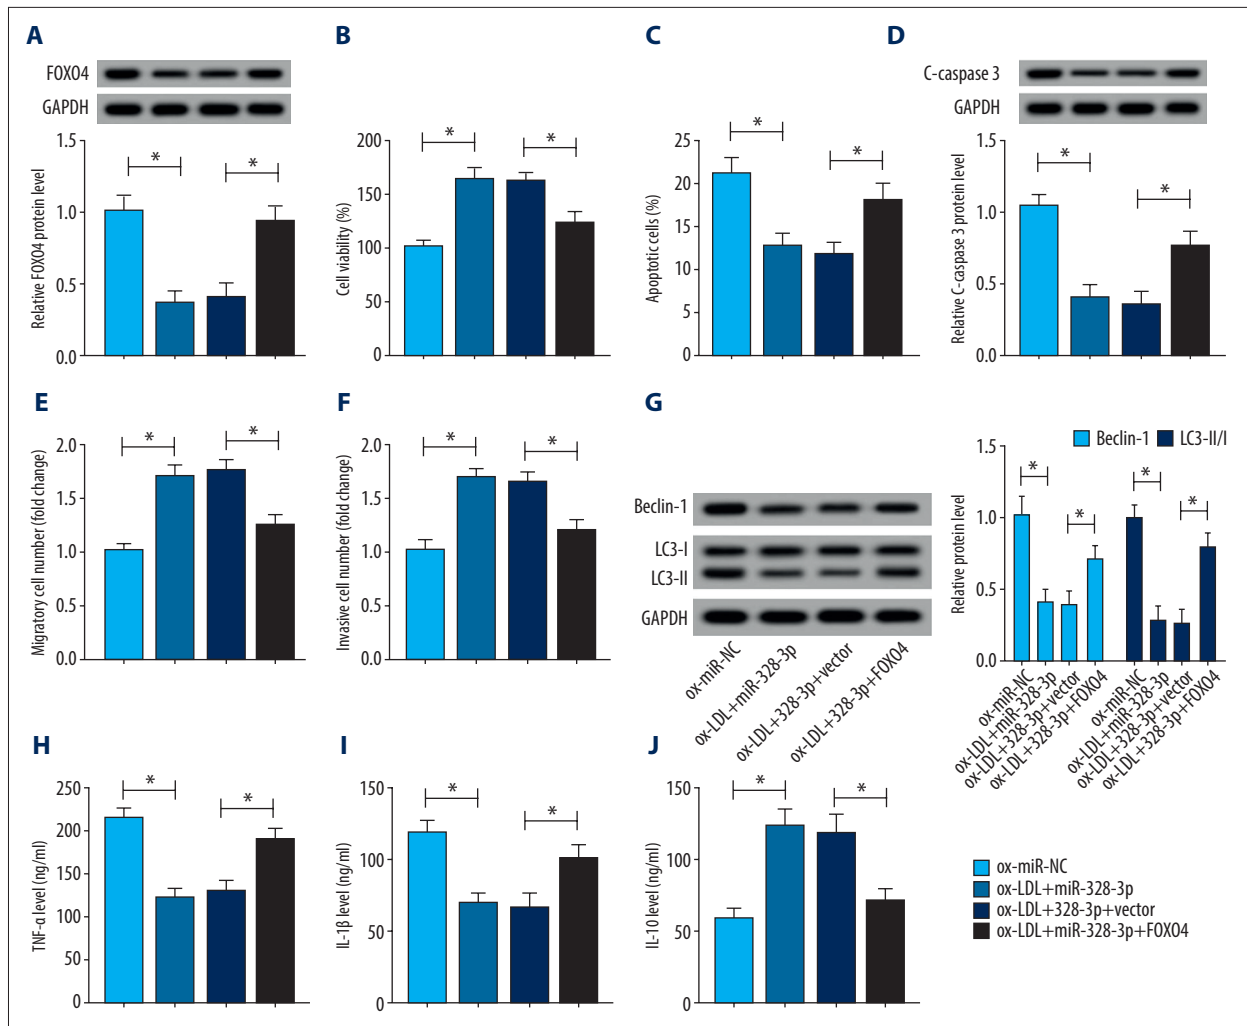 A
FOXO4
GAPDH
Relative FOXO4 protein level
1.5
1.0
0.5
0.0
*
*
B
Cell viability (%)
200
150
100
50
0
*
*
C
Apoptotic cells (%)
25
20
15
10
5
0
*
*
D
C-caspase 3
GAPDH
Relative C-caspase 3 protein level
1.5
1.0
0.5
0.0
*
*
E
Migratory cell number (fold change)
2.0
1.5
1.0
0.5
0.0
*
*
F
Invasive cell number (fold change)
2.0
1.5
1.0
0.5
0.0
*
*
G
Beclin-1
LC3-I
LC3-II
GAPDH
ox-miR-NC
ox-LDL+miR-328-3p
ox-LDL+328-3p+vector
ox-LDL+328-3p+FOXO4
Beclin-1
LC3-II/I
Relative protein level
1.5
1.0
0.5
0.0
*
*
*
*
ox-miR-NC
ox-LDL+miR-328-3p
ox-LDL+328-3p+vector
ox-LDL+328-3p+FOXO4
ox-miR-NC
ox-LDL+miR-328-3p
ox-LDL+328-3p+vector
ox-LDL+328-3p+FOXO4
H
TNF-α level (ng/ml)
250
200
150
100
50
0
*
*
I
IL-1β level (ng/ml)
150
100
50
0
*
*
J
IL-10 level (ng/ml)
150
100
50
0
*
*
ox-miR-NC
ox-LDL+miR-328-3p
ox-LDL+328-3p+vector
ox-LDL+miR-328-3p+FOXO4